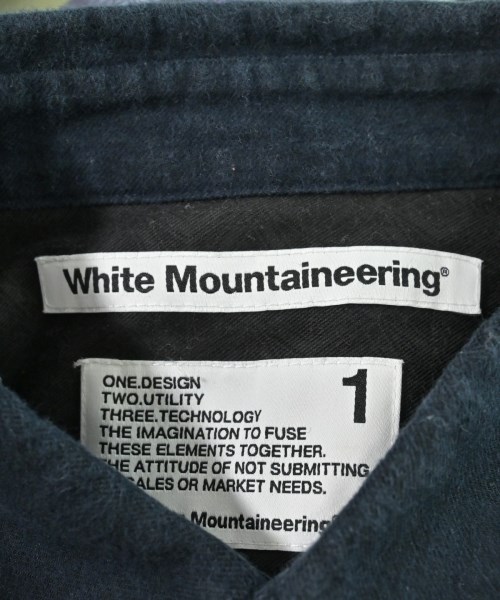 White Mountaineering®
1
ONE.DESIGN
TWO.UTILITY
THREE.TECHNOLOGY
THE IMAGINATION TO FUSE
THESE ELEMENTS TOGETHER.
THE ATTITUDE OF NOT SUBMITTING
SALES OR MARKET NEEDS.
Mountaineering